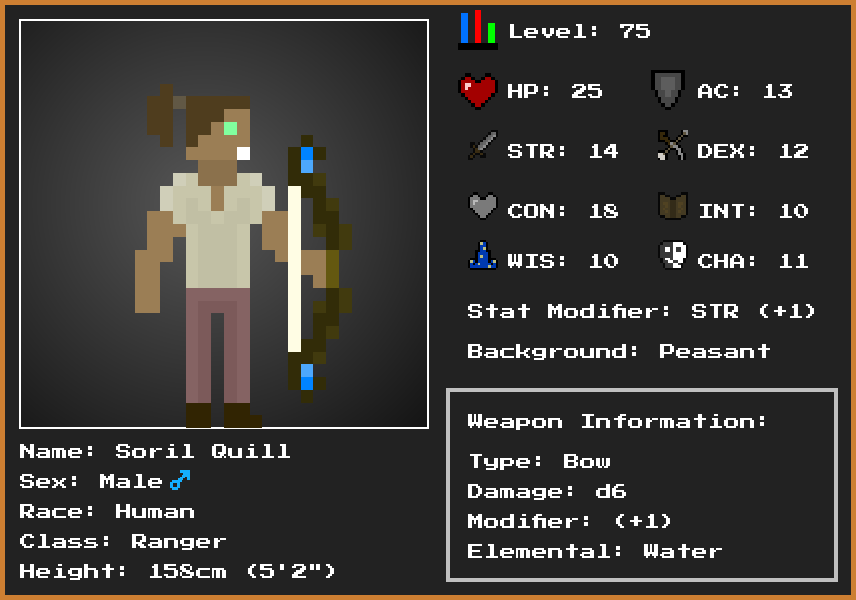 Level: 75
HP: 25
AC: 13
STR: 14
DEX: 12
CON: 18
INT: 10
WIS: 10
CHA: 11
Stat Modifier: STR (+1)
Background: Peasant
Weapon Information:
Type: Bow
Damage: d6
Modifier: (+1)
Elemental: Water
Name: Soril Quill
Sex: Male ♂
Race: Human
Class: Ranger
Height: 158cm (5'2")